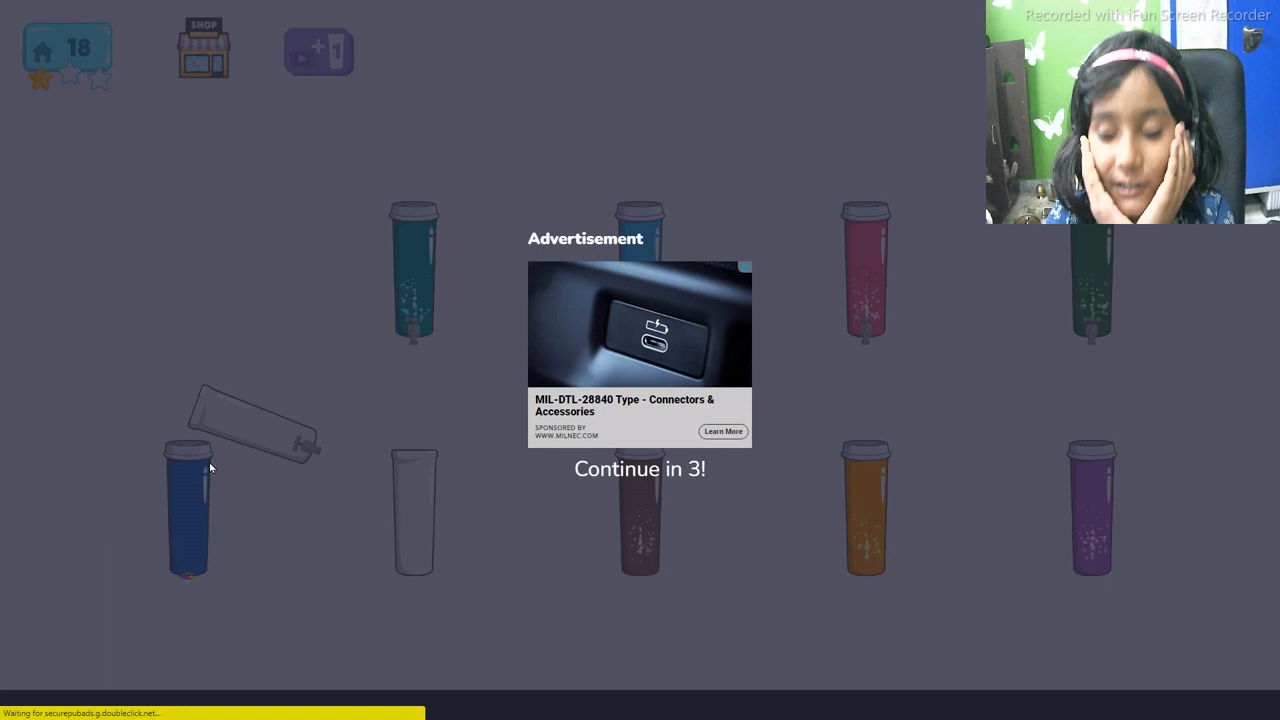 Recorded with iFun Screen Recorder
18
SHOP
+1
Advertisement
MIL-DTL-28840 Type - Connectors &
Accessories
SPONSORED BY
WWW.MILNEC.COM
Learn More
Continue in 3!
Waiting for securepubads.g.doubleclick.net...